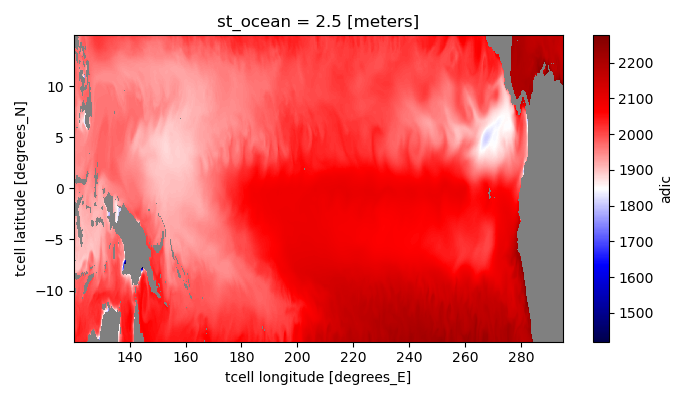 st_ocean = 2.5 [meters]
tcell latitude [degrees_N]
10
5
0
−5
−10
140 160 180 200 220 240 260 280
tcell longitude [degrees_E]
2200
2100
2000
1900
1800
1700
1600
1500
adic